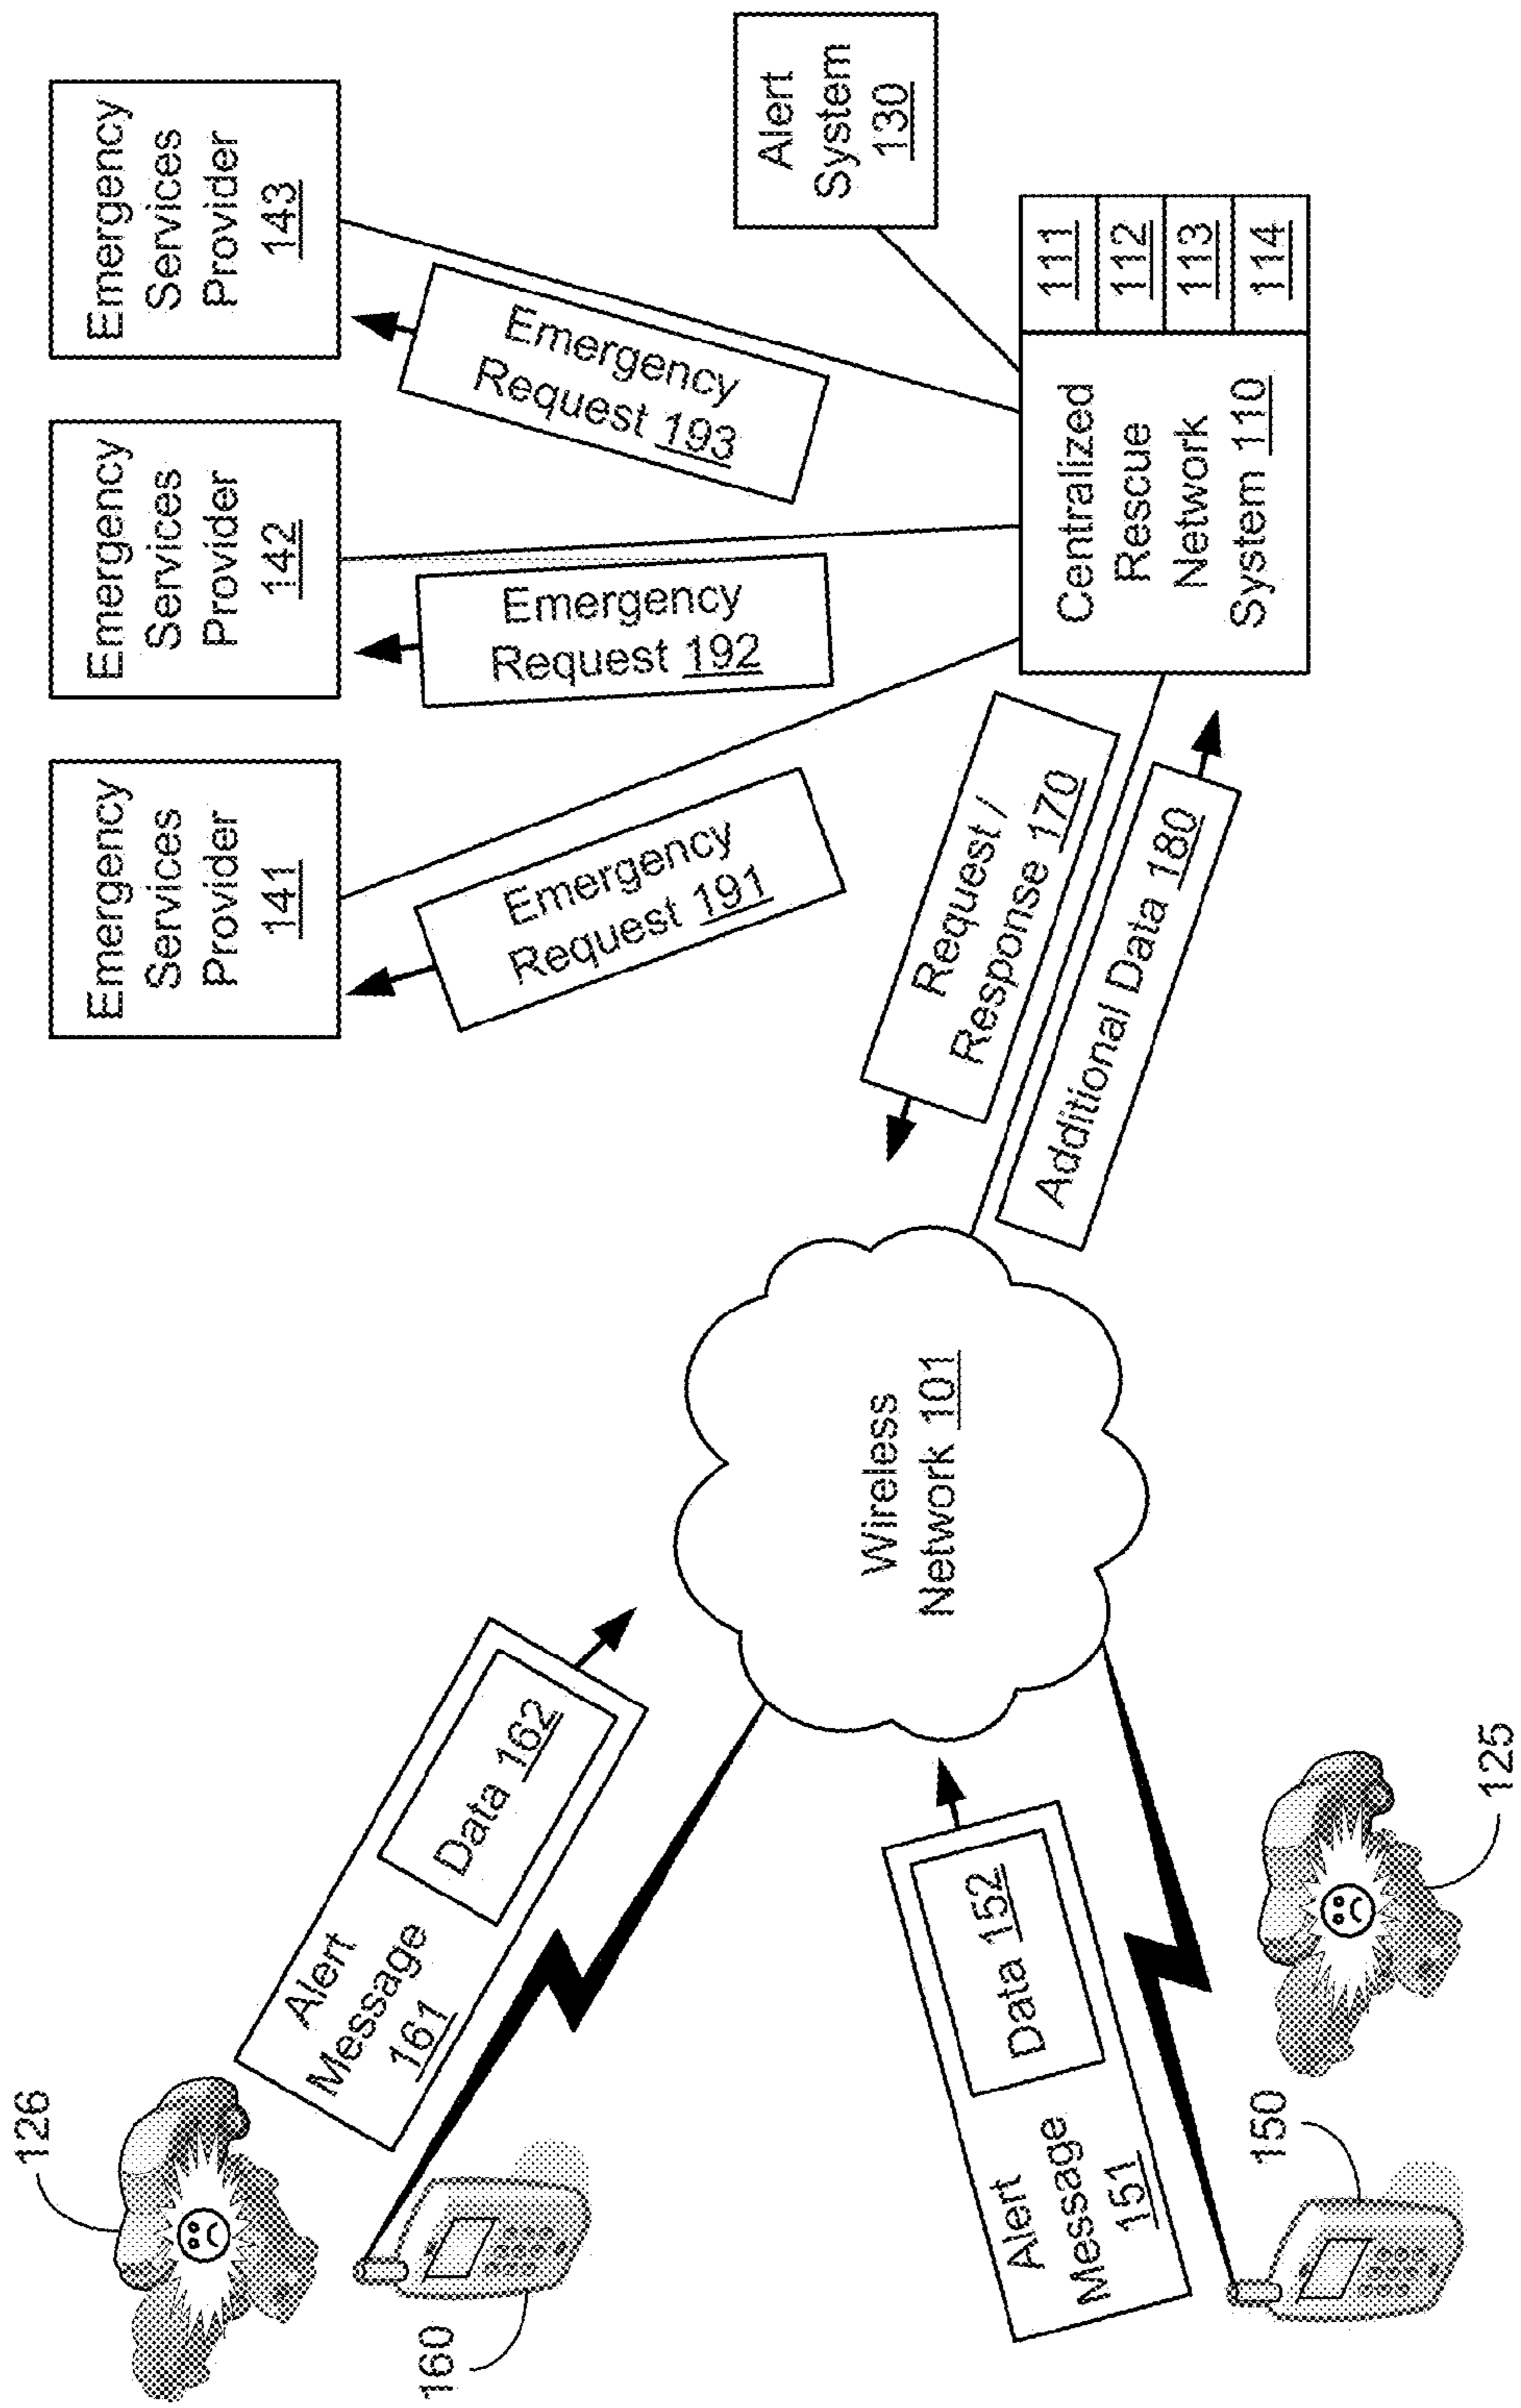 126
160
Alert
Message
161
Data 162
Alert
Message
151
Data 152
150
125
Wireless
Network 101
Request /
Response 170
Additional Data 180
Emergency
Services
Provider
141
Emergency
Services
Provider
142
Emergency
Services
Provider
143
Emergency
Request 191
Emergency
Request 192
Emergency
Request 193
Alert
System
130
Centralized
Rescue
Network
System 110
111
112
113
114